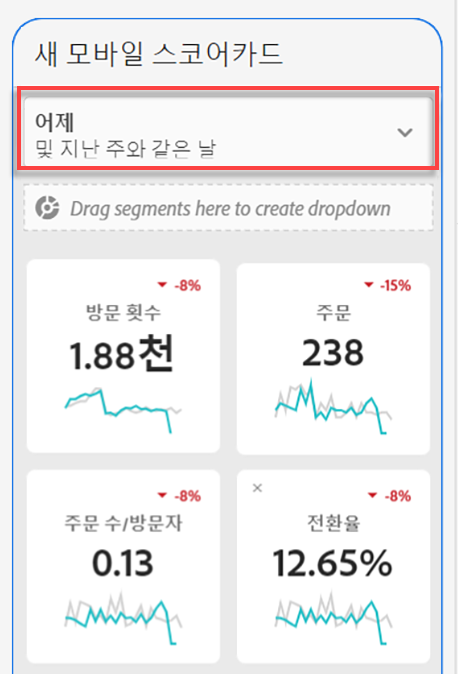 새 모바일 스코어카드
어제
및 지난 주와 같은 날
Drag segments here to create dropdown
-8%
방문 횟수
1.88천
-15%
주문
238
-8%
주문 수/방문자
0.13
-8%
전환율
12.65%